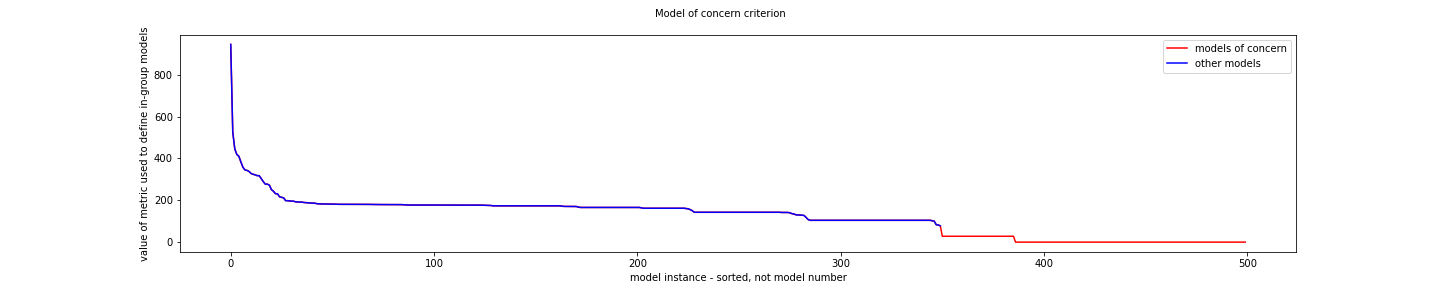 Model of concern criterion
value of metric used to define in-group models
800
600
400
200
0
models of concern
other models
0 100 200 300 400 500
model instance - sorted, not model number